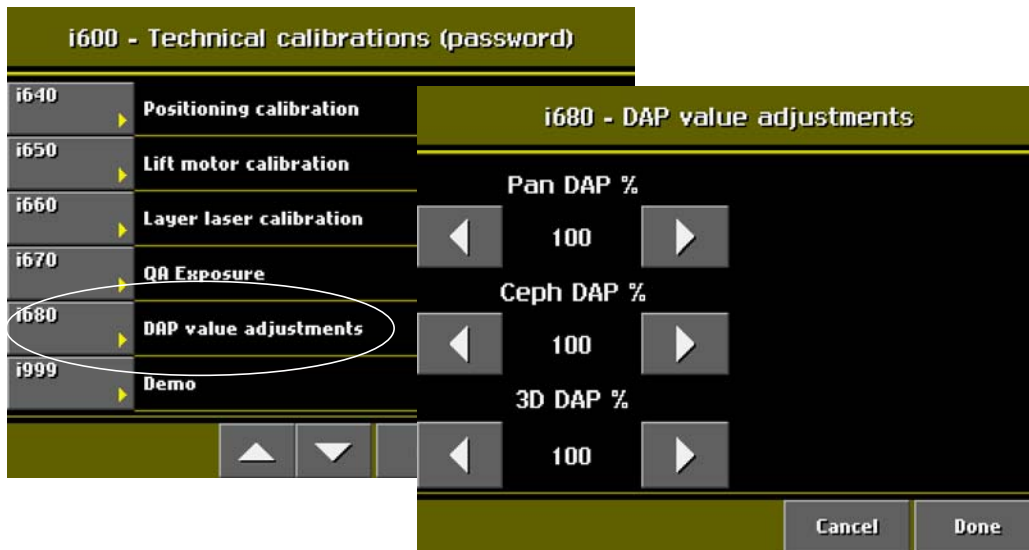 i600 - Technical calibrations (password)
i640
Positioning calibration
i650
Lift motor calibration
i660
Layer laser calibration
i670
QA Exposure
i680
DAP value adjustments
i999
Demo
i680 - DAP value adjustments
Pan DAP %
100
Ceph DAP %
100
3D DAP %
100
Cancel Done